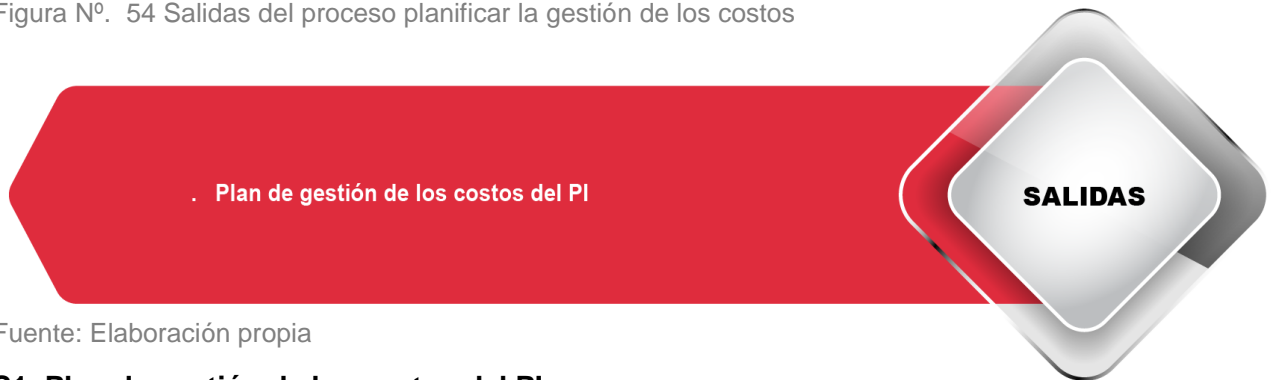 Figura Nº. 54 Salidas del proceso planificar la gestión de los costos
. Plan de gestión de los costos del PI
SALIDAS
Fuente: Elaboración propia